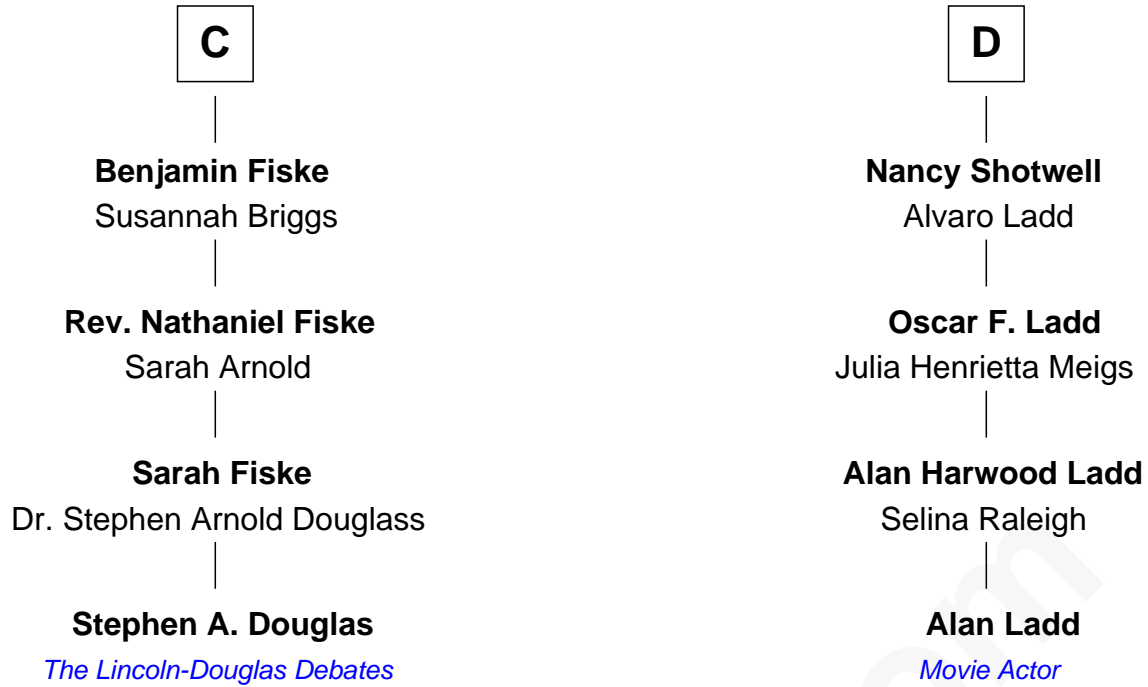 C
Benjamin Fiske
Susannah Briggs
Rev. Nathaniel Fiske
Sarah Arnold
Sarah Fiske
Dr. Stephen Arnold Douglass
Stephen A. Douglas
The Lincoln-Douglas Debates
D
Nancy Shotwell
Alvaro Ladd
Oscar F. Ladd
Julia Henrietta Meigs
Alan Harwood Ladd
Selina Raleigh
Alan Ladd
Movie Actor